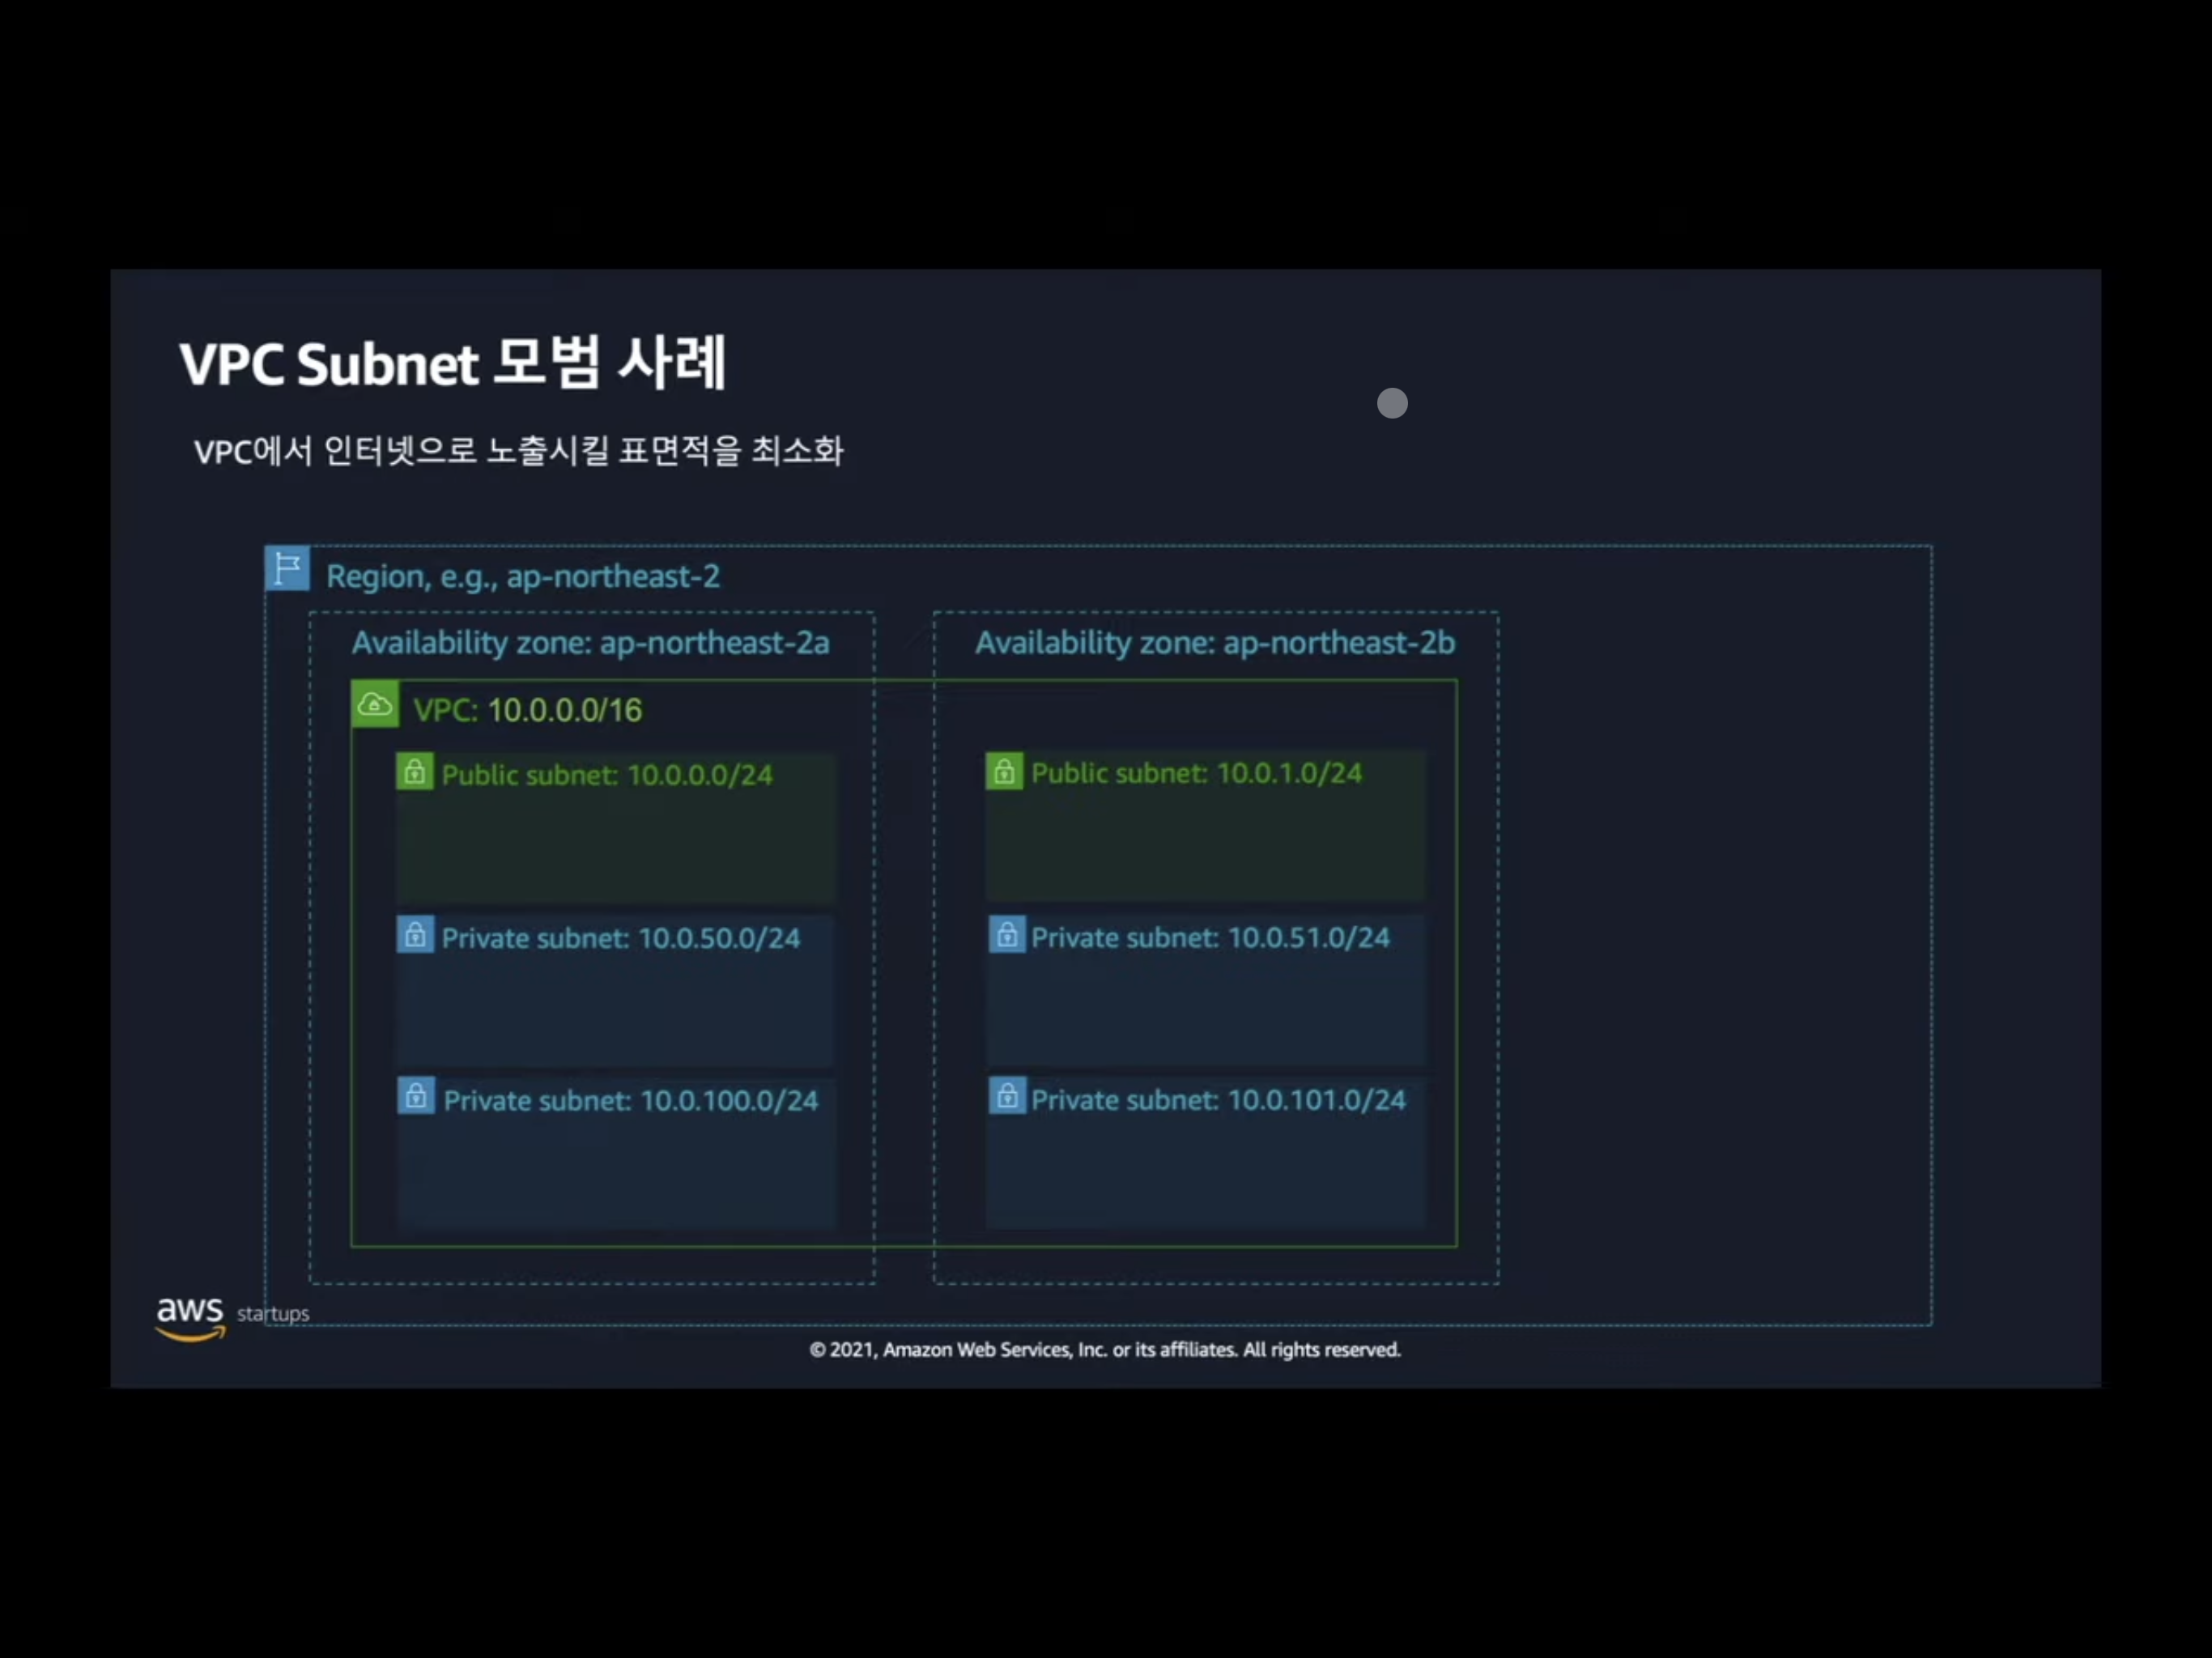 VPC Subnet 모범 사례
VPC에서 인터넷으로 노출시킬 표면적을 최소화
Region, e.g., ap-northeast-2
Availability zone: ap-northeast-2a
Availability zone: ap-northeast-2b
VPC: 10.0.0.0/16
Public subnet: 10.0.0.0/24
Public subnet: 10.0.1.0/24
Private subnet: 10.0.50.0/24
Private subnet: 10.0.51.0/24
Private subnet: 10.0.100.0/24
Private subnet: 10.0.101.0/24
aws startups
© 2021, Amazon Web Services, Inc. or its affiliates. All rights reserved.